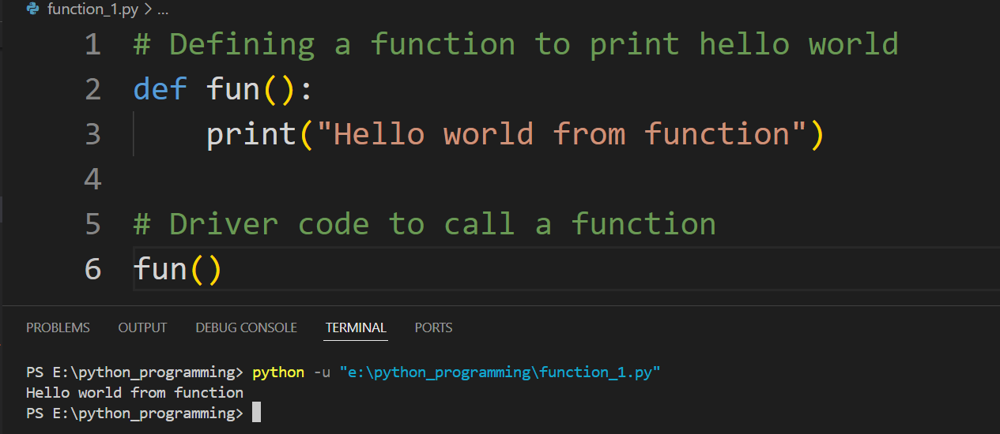 function_1.py > ...
1 # Defining a function to print hello world
2 def fun():
3     print("Hello world from function")
4
5 # Driver code to call a function
6 fun()
PROBLEMS OUTPUT DEBUG CONSOLE TERMINAL PORTS
PS E:\python_programming> python -u "e:\python_programming\function_1.py"
Hello world from function
PS E:\python_programming>